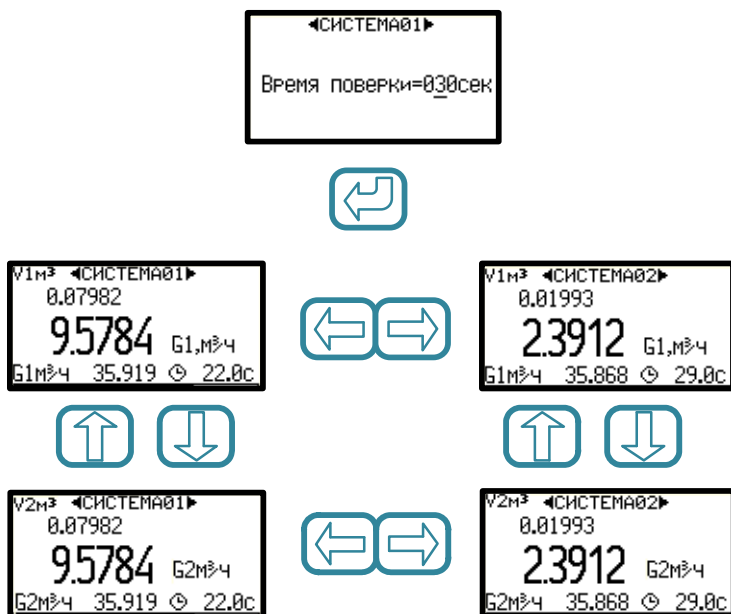 ◄СИСТЕМА01►
Время поверки=030сек
V1м³ ◄СИСТЕМА01►
0.07982
9.5784 G1,м³/ч
G1м³/ч 35.919 22.0с
V1м³ ◄СИСТЕМА02►
0.01993
2.3912 G1,м³/ч
G1м³/ч 35.868 29.0с
V2м³ ◄СИСТЕМА01►
0.07982
9.5784 G2м³/ч
G2м³/ч 35.919 22.0с
V2м³ ◄СИСТЕМА02►
0.01993
2.3912 G2м³/ч
G2м³/ч 35.868 29.0с